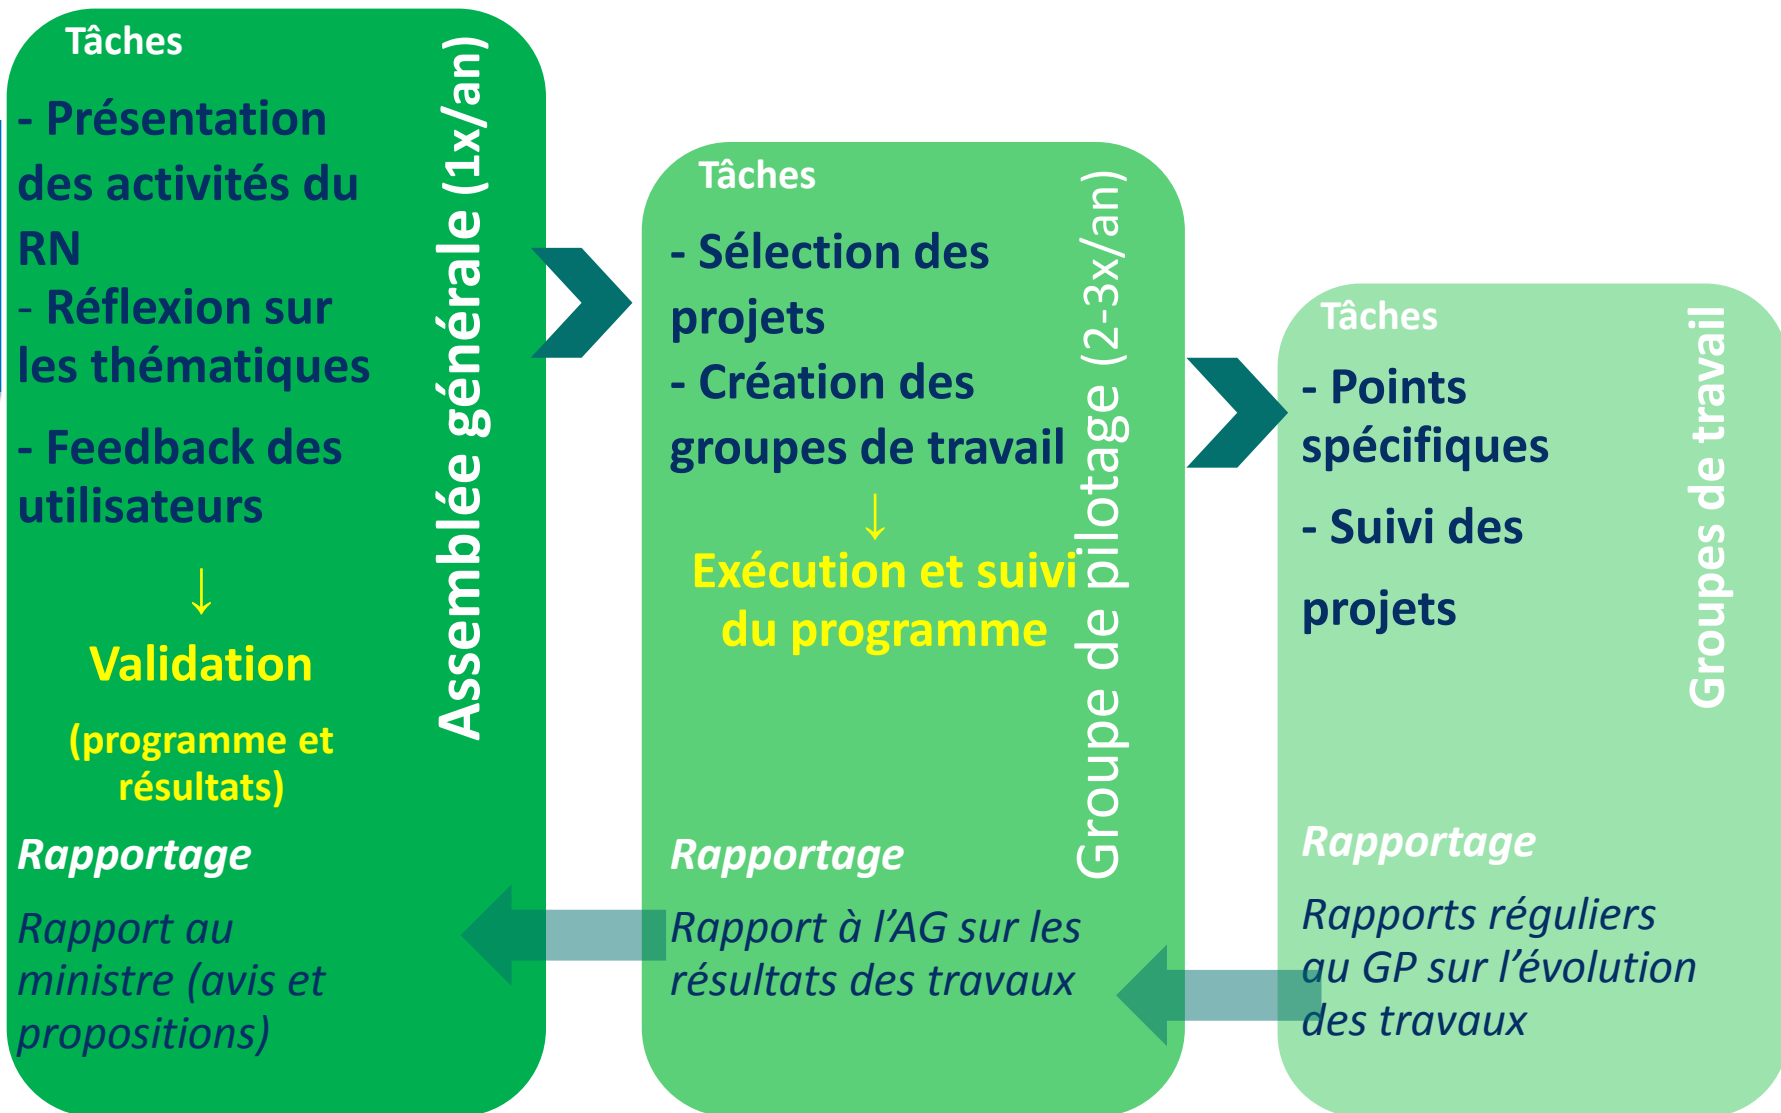 Tâches
- Présentation
des activités du
RN
- Réflexion sur
les thématiques
- Feedback des
utilisateurs
↓
Validation
(programme et
résultats)
Rapportage
Rapport au
ministre (avis et
propositions)
Assemblée générale (1x/an)
Tâches
- Sélection des
projets
- Création des
groupes de travail
↓
Exécution et suivi
du programme
Rapportage
Rapport à l’AG sur les
résultats des travaux
Groupe de pilotage (2-3x/an)
Tâches
- Points
spécifiques
- Suivi des
projets
Rapportage
Rapports réguliers
au GP sur l’évolution
des travaux
Groupes de travail